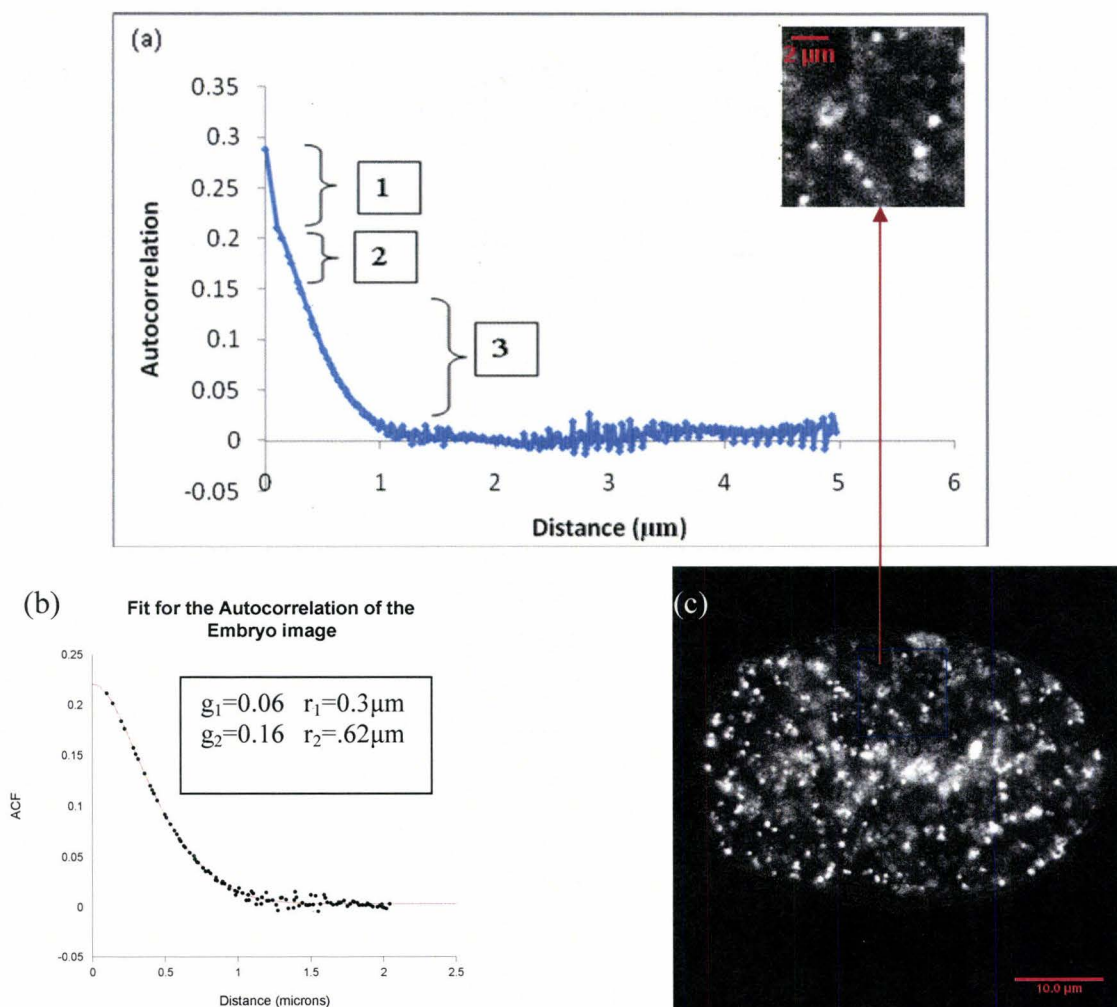 (a)
2 µm
0.35
0.3
0.25
0.2
0.15
0.1
0.05
0
-0.05
Autocorrelation
1
2
3
0 1 2 3 4 5 6
Distance (µm)
(b)
Fit for the Autocorrelation of the
Embryo image
0.25
0.2
0.15
0.1
0.05
0
-0.05
ACF
g₁=0.06 r₁=0.3µm
g₂=0.16 r₂=.62µm
0 0.5 1 1.5 2 2.5
Distance (microns)
(c)
10.0 µm